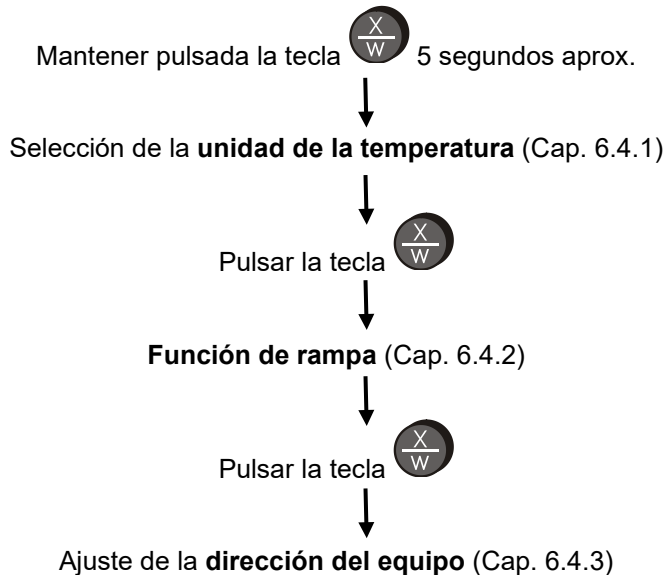 Mantener pulsada la tecla X/W 5 segundos aprox.
Selección de la unidad de la temperatura (Cap. 6.4.1)
Pulsar la tecla X/W
Función de rampa (Cap. 6.4.2)
Pulsar la tecla X/W
Ajuste de la dirección del equipo (Cap. 6.4.3)